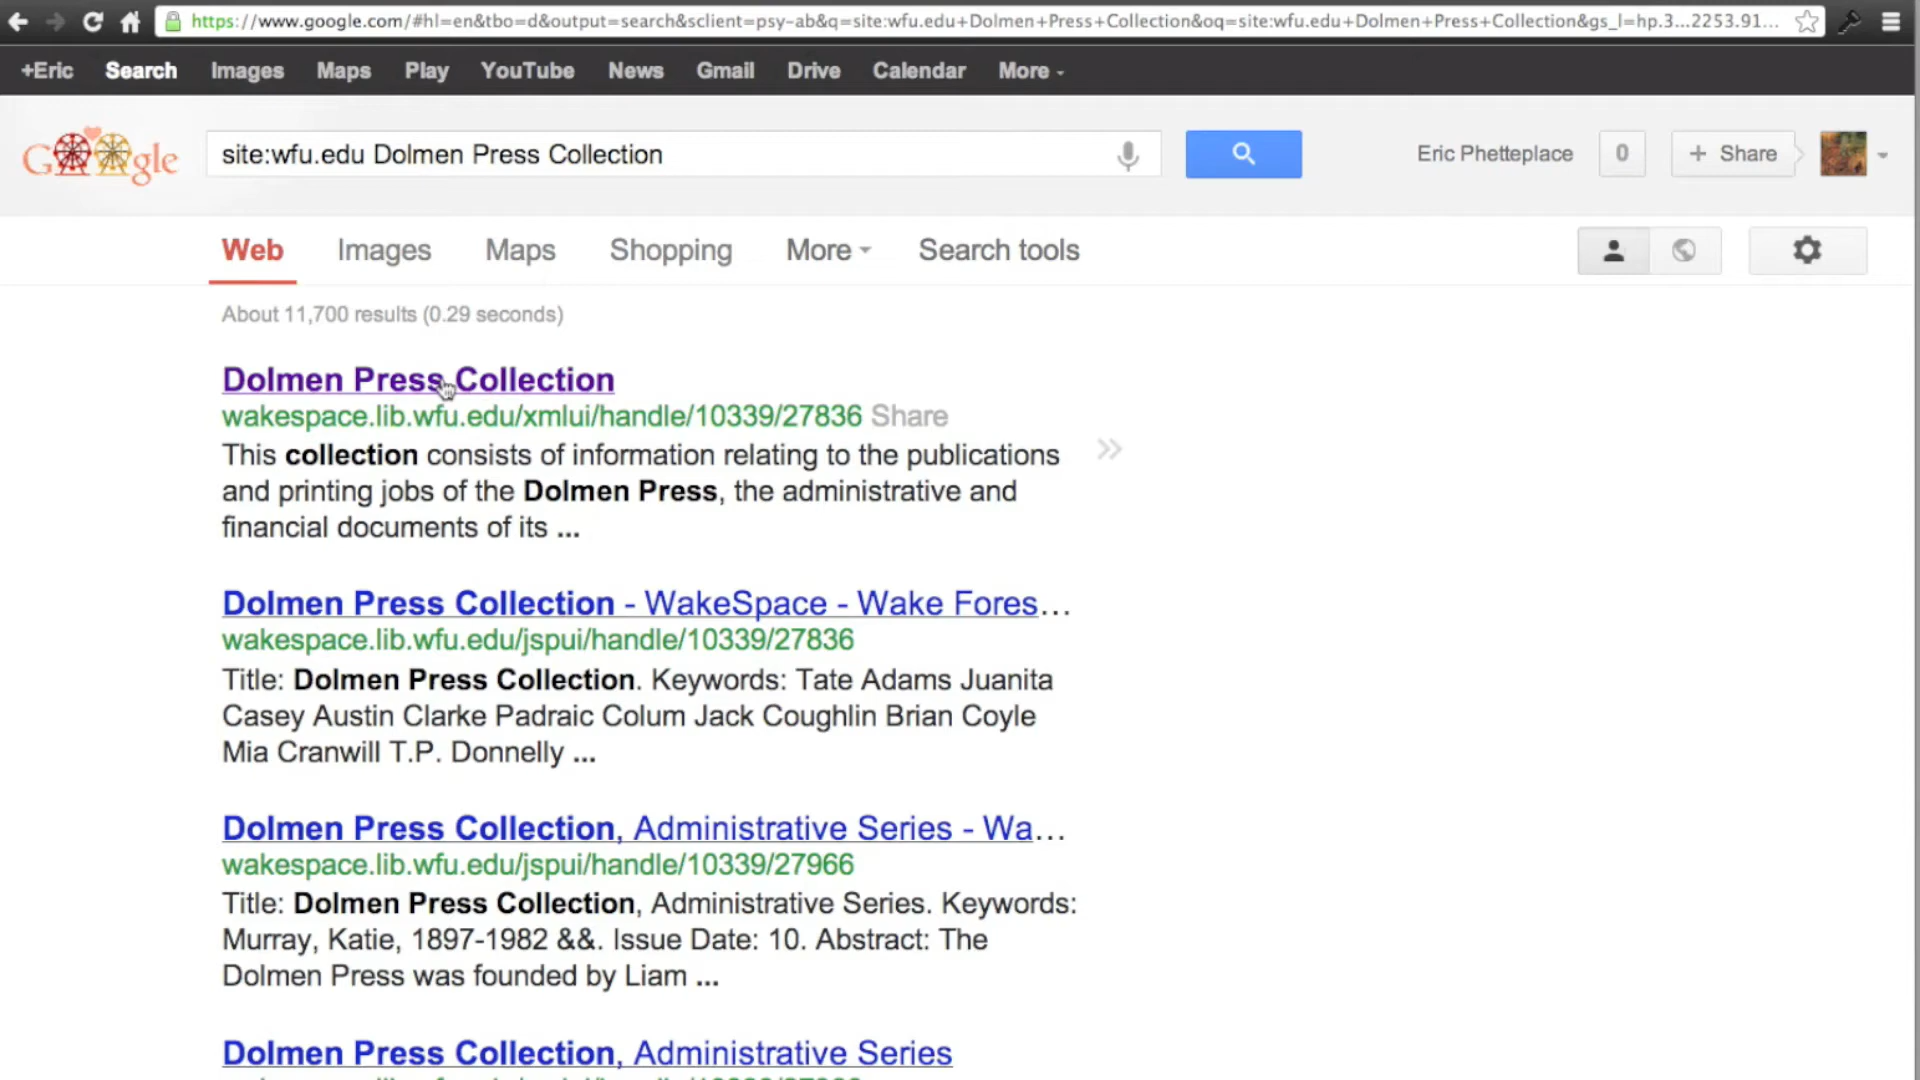 https://www.google.com/#hl=en&tbo=d&output=search&sclient=psy-ab&q=site:wfu.edu+Dolmen+Press+Collection&oq=site:wfu.edu+Dolmen+Press+Collection&gs_l=hp.3...2253.91...
+Eric Search Images Maps Play YouTube News Gmail Drive Calendar More
Google
site:wfu.edu Dolmen Press Collection
Eric Phetteplace 0 + Share
Web Images Maps Shopping More Search tools
About 11,700 results (0.29 seconds)
Dolmen Press Collection
wakespace.lib.wfu.edu/xmlui/handle/10339/27836 Share
This collection consists of information relating to the publications
and printing jobs of the Dolmen Press, the administrative and
financial documents of its ...
Dolmen Press Collection - WakeSpace - Wake Fores...
wakespace.lib.wfu.edu/jspui/handle/10339/27836
Title: Dolmen Press Collection. Keywords: Tate Adams Juanita
Casey Austin Clarke Padraic Colum Jack Coughlin Brian Coyle
Mia Cranwill T.P. Donnelly ...
Dolmen Press Collection, Administrative Series - Wa...
wakespace.lib.wfu.edu/jspui/handle/10339/27966
Title: Dolmen Press Collection, Administrative Series. Keywords:
Murray, Katie, 1897-1982 &&. Issue Date: 10. Abstract: The
Dolmen Press was founded by Liam ...
Dolmen Press Collection, Administrative Series